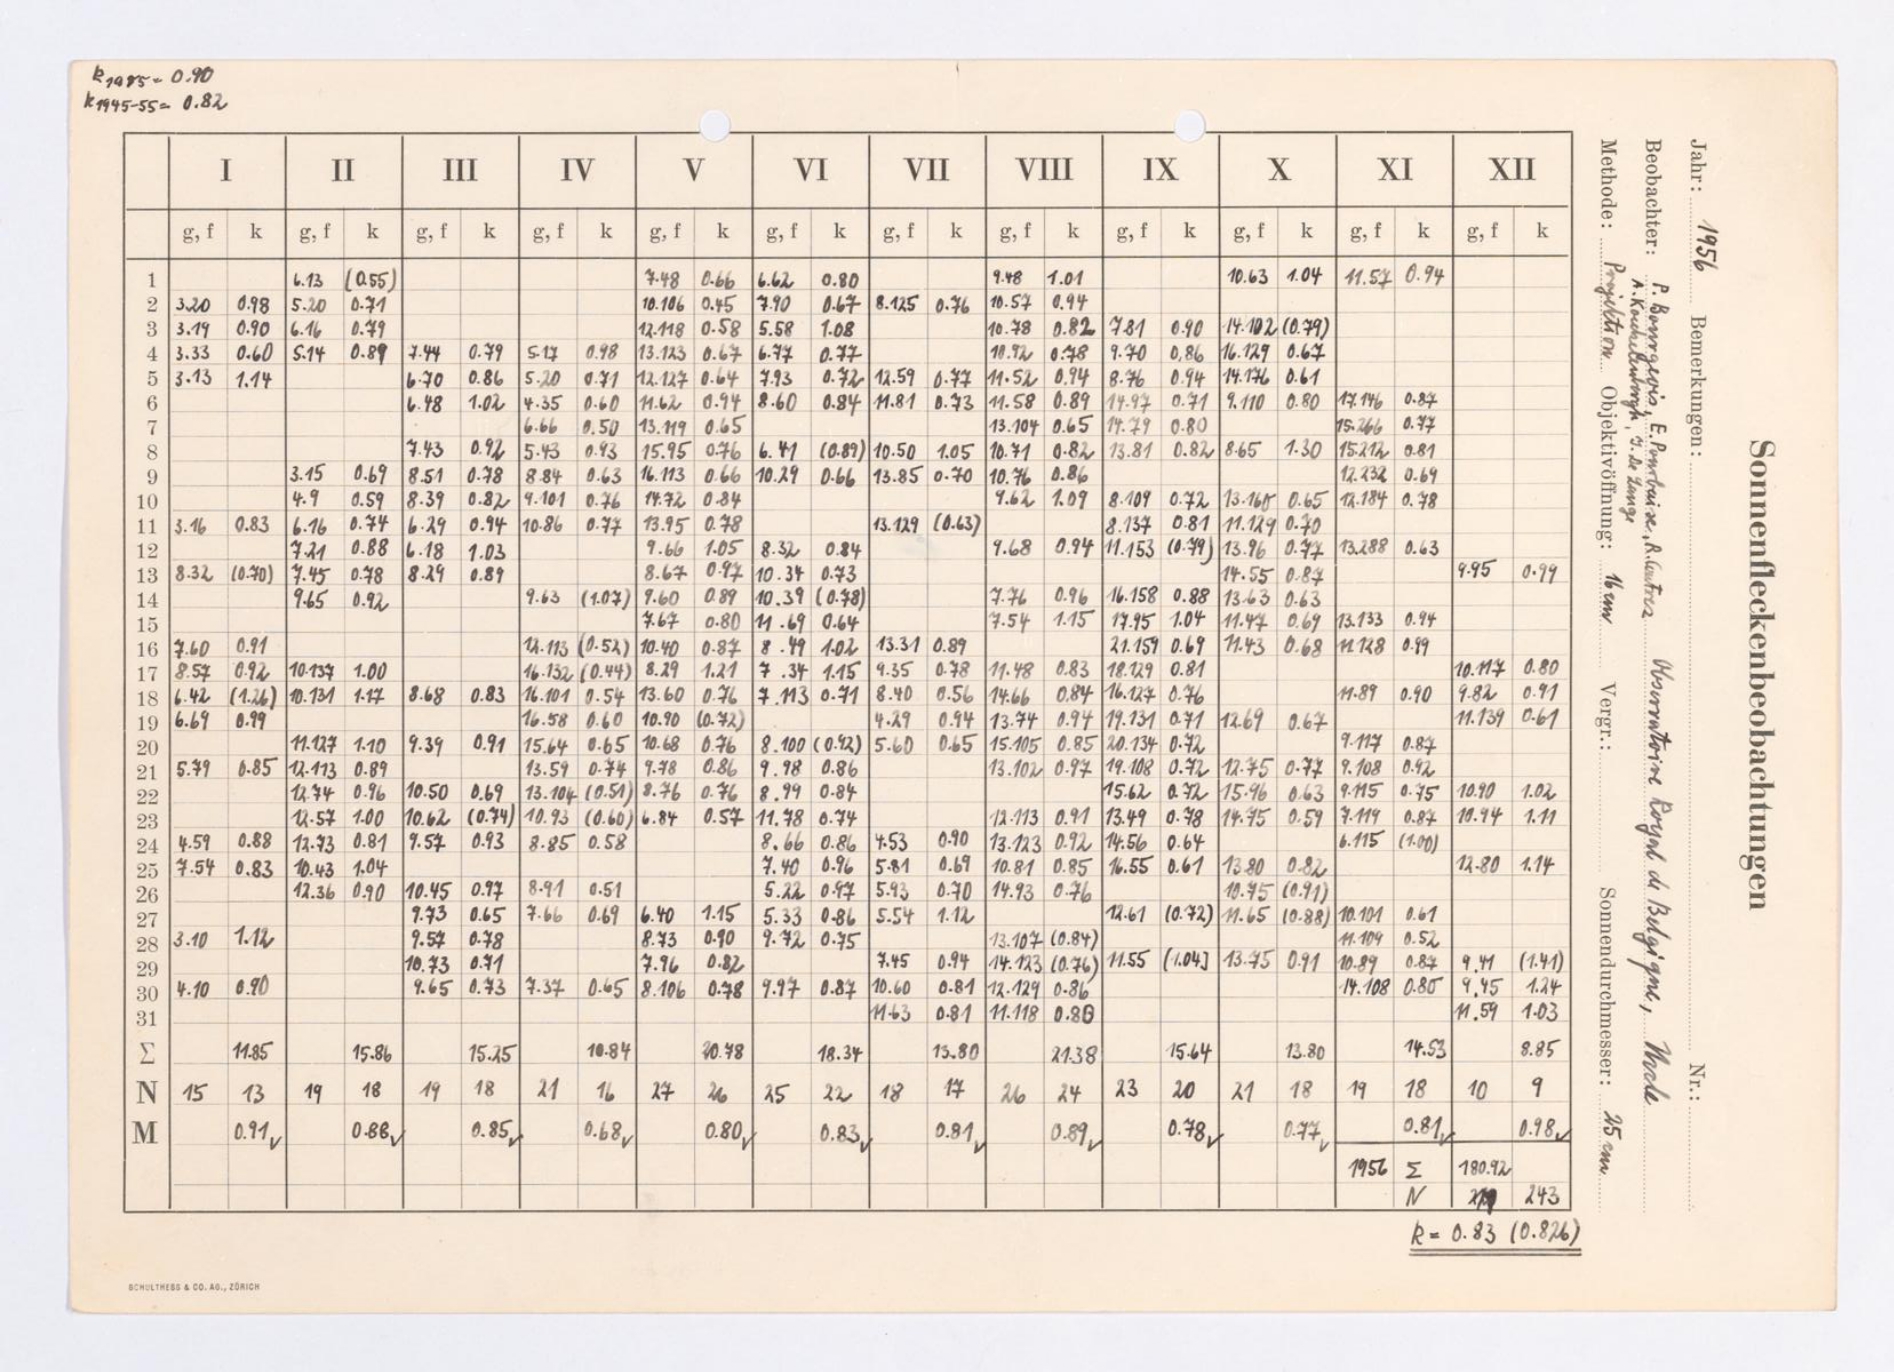 k1955= 0.90
k1945-55= 0.82
I II III IV V VI VII VIII IX X XI XII
g, f k g, f k g, f k g, f k g, f k g, f k g, f k g, f k g, f k g, f k g, f k g, f k
1 6.13 (0.55) 7.48 0.66 6.62 0.80 9.48 1.01 10.63 1.04 11.57 0.94
2 3.20 0.98 5.20 0.71 10.106 0.45 7.90 0.67 8.125 0.76 10.57 0.94
3 3.19 0.90 6.16 0.79 12.118 0.58 5.58 1.08 10.78 0.82 7.81 0.90 14.102 (0.79)
4 3.33 0.60 5.14 0.89 7.44 0.79 5.17 0.98 13.123 0.67 6.77 0.77 10.92 0.78 9.70 0,86 16.129 0.67
5 3.13 1.14 6.70 0.86 5.20 0.71 12.127 0.64 7.93 0.72 12.59 0.77 11.52 0.94 8.76 0.94 14.176 0.61
6 6.48 1.02 4.35 0.60 11.62 0.94 8.60 0.84 11.81 0.73 11.58 0.89 14.97 0.71 9.110 0.80 17.146 0.87
7 6.66 0.50 13.119 0.65 13.104 0.65 14.79 0.80 15.266 0.77
8 7.43 0.92 5.43 0.93 15.95 0.76 6.41 (0.89) 10.50 1.05 10.71 0.82 13.81 0.82 8.65 1.30 15.212 0.81
9 3.15 0.69 8.51 0.78 8.84 0.63 16.113 0.66 10.29 0.66 13.85 0.70 10.76 0.86 12.232 0.69
10 4.9 0.59 8.39 0.82 9.101 0.76 14.72 0.84 9.62 1.09 8.109 0.72 13.168 0.65 12.184 0.78
11 3.16 0.83 6.16 0.74 6.29 0.94 10.86 0.77 13.95 0.78 13.129 (0.63) 8.137 0.81 11.129 0.70
12 7.21 0.88 6.18 1.03 9.66 1.05 8.32 0.84 9.68 0.94 11.153 (0.79) 13.96 0.77 13.288 0.63
13 8.32 (0.70) 7.45 0.78 8.29 0.89 8.67 0.97 10.34 0.73 14.55 0.87 9.95 0.99
14 9.65 0.92 9.63 (1.07) 9.60 0.89 10.39 (0.78) 7.76 0.96 16.158 0.88 13.63 0.63
15 7.67 0.80 11.69 0.64 7.54 1.15 17.95 1.04 11.47 0.69 13.133 0.94
16 7.60 0.91 12.113 (0.52) 10.40 0.87 8.49 1.02 13.31 0.89 21.159 0.69 11.43 0.68 11.128 0.99
17 8.57 0.92 10.137 1.00 16.132 (0.44) 8.29 1.21 7.34 1.15 9.35 0.78 11.48 0.83 18.129 0.81 10.117 0.80
18 6.42 (1.26) 10.131 1.17 8.68 0.83 16.101 0.54 13.60 0.76 7.113 0.71 8.40 0.56 14.66 0.84 16.127 0.76 11.89 0.90 9.82 0.91
19 6.69 0.99 16.58 0.60 10.90 (0.72) 4.29 0.94 13.74 0.94 19.131 0.71 12.69 0.67 11.139 0.61
20 11.127 1.10 9.39 0.91 15.64 0.65 10.68 0.76 8.100 (0.92) 5.60 0.65 15.105 0.85 20.134 0.72 9.117 0.87
21 5.79 0.85 12.113 0.89 13.59 0.74 9.78 0.86 9.98 0.86 13.102 0.97 19.108 0.72 12.75 0.77 9.108 0.92
22 12.74 0.96 10.50 0.69 13.104 (0.51) 8.76 0.76 8.99 0.84 15.62 0.72 15.96 0.63 9.115 0.75 10.90 1.02
23 12.57 1.00 10.62 (0.74) 10.93 (0.60) 6.84 0.57 11.78 0.74 12.113 0.91 13.49 0.78 14.75 0.59 7.119 0.87 10.94 1.11
24 4.59 0.88 12.73 0.81 9.57 0.93 8.85 0.58 8.66 0.86 4.53 0.90 13.123 0.92 14.56 0.64 6.115 (1.00)
25 7.54 0.83 10.43 1.04 7.40 0.96 5.81 0.69 10.81 0.85 16.55 0.61 13.80 0.82 12.80 1.14
26 12.36 0.90 10.45 0.97 8.91 0.51 5.22 0.97 5.93 0.70 14.93 0.76 10.75 (0.91)
27 9.73 0.65 7.66 0.69 6.40 1.15 5.33 0.86 5.54 1.12 12.61 (0.72) 11.65 (0.88) 10.101 0.61
28 3.10 1.12 9.57 0.78 8.73 0.90 9.72 0.75 13.107 (0.84) 11.109 0.52
29 10.73 0.71 7.96 0.82 7.45 0.94 14.123 (0.76) 11.55 (1.04) 13.75 0.91 10.89 0.87 9.41 (1.41)
30 4.10 0.90 9.65 0.73 7.37 0.65 8.106 0.78 9.97 0.87 10.60 0.81 12.129 0.86 14.108 0.80 9.45 1.24
31 11.63 0.81 11.118 0.88 11.59 1.03
Σ 11.85 15.86 15.25 10.84 20.78 18.34 13.80 21.38 15.64 13.80 14.53 8.85
N 15 13 19 18 19 18 21 16 27 26 25 22 18 17 26 24 23 20 21 18 19 18 10 9
M 0.91 0.88 0.85 0.68 0.80 0.83 0.81 0.89 0.78 0.77 0.81 0.98
1956 Σ 180.92
N 243
k = 0.83 (0.826)
SCHULTHESS & CO. AG., ZÜRICH
Sonnenfleckenbeobachtungen
Jahr: 1956 Bemerkungen: Nr.:
Beobachter: P. Bourgeois, E. Observatoire Royal de Belgique, Uccle
Methode: Projektion Objektivöffnung: 16 cm Vergr.: Sonnendurchmesser: 25 cm